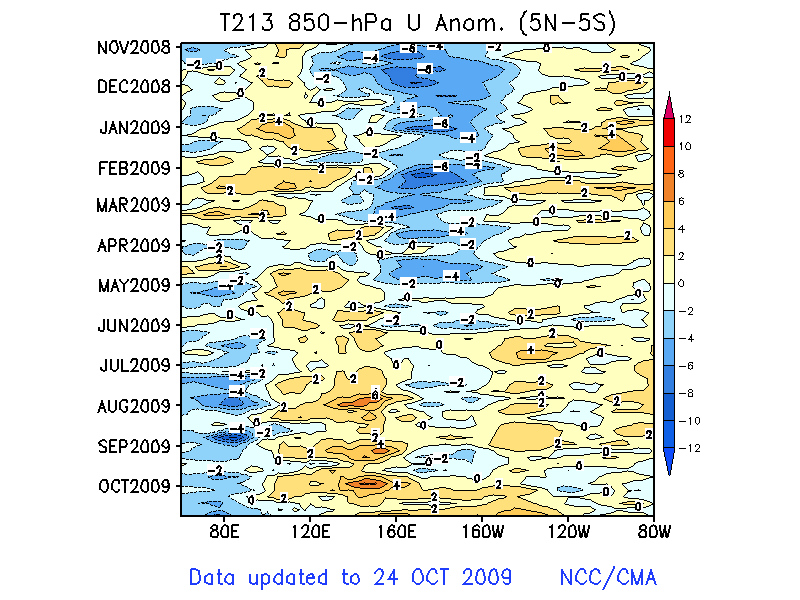 T213 850-hPa U Anom. (5N-5S)
NOV2008
DEC2008
JAN2009
FEB2009
MAR2009
APR2009
MAY2009
JUN2009
JUL2009
AUG2009
SEP2009
OCT2009
80E 120E 160E 160W 120W 80W
12
10
8
6
4
2
0
-2
-4
-6
-8
-10
-12
Data updated to 24 OCT 2009 NCC/CMA